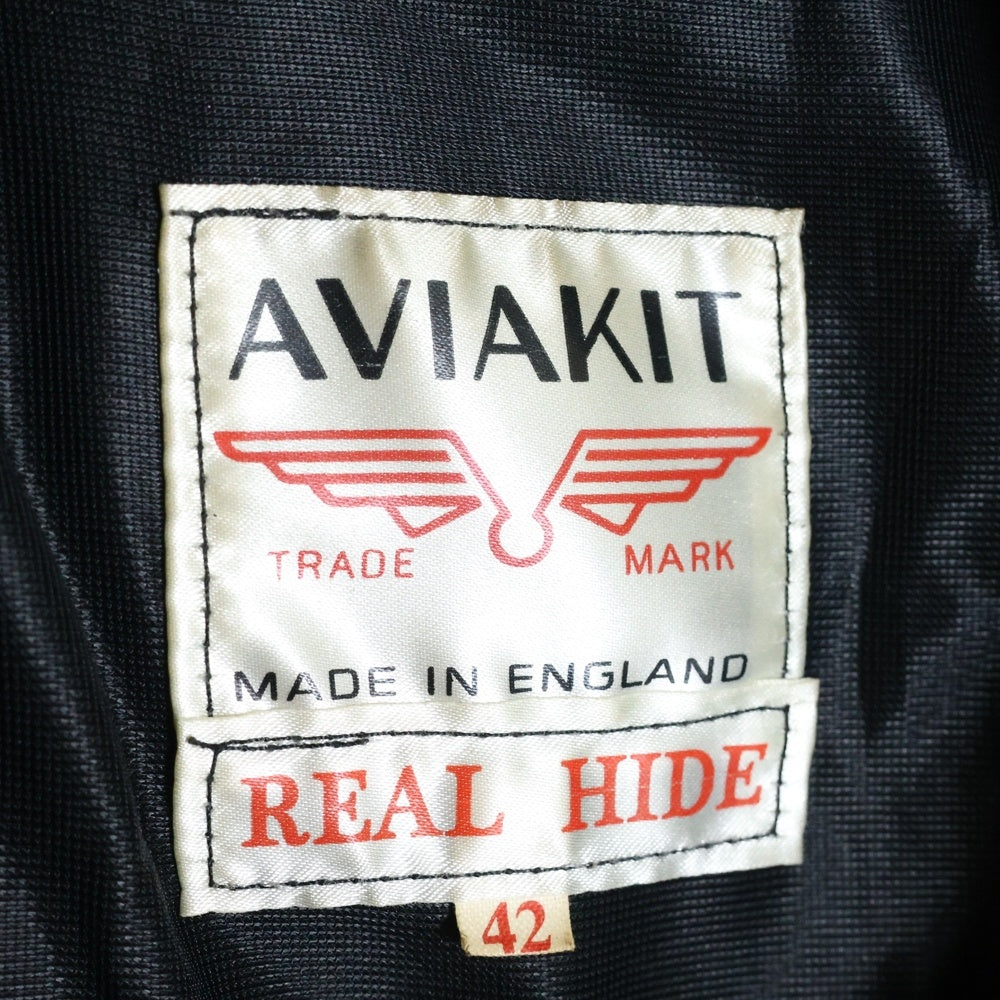 AVIAKIT
TRADE MARK
MADE IN ENGLAND
REAL HIDE
42